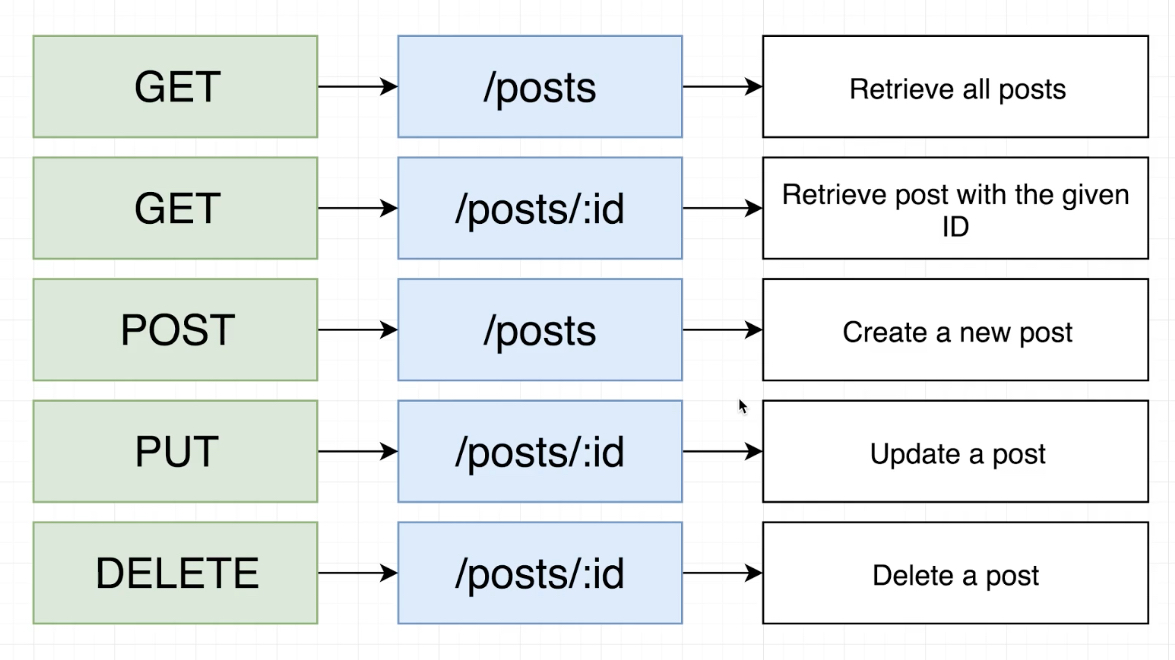 GET
/posts
Retrieve all posts
GET
/posts/:id
Retrieve post with the given
ID
POST
/posts
Create a new post
PUT
/posts/:id
Update a post
DELETE
/posts/:id
Delete a post